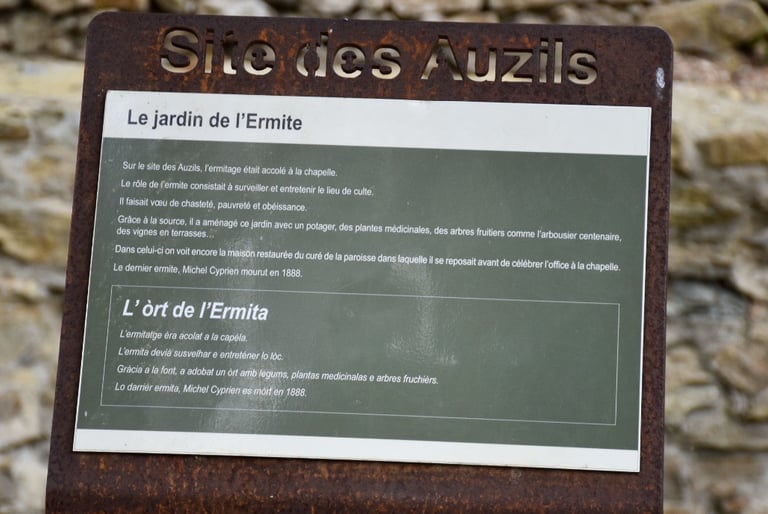 Site des Auzils
Le jardin de l'Ermite
Sur le site des Auzils, l'ermitage était accolé à la chapelle.
Le rôle de l'ermite consistait à surveiller et entretenir le lieu de culte.
Il faisait vœu de chasteté, pauvreté et obéissance.
Grâce à la source, il a aménagé ce jardin avec un potager, des plantes médicinales, des arbres fruitiers comme l'arbousier centenaire,
des vignes en terrasses...
Dans celui-ci on voit encore la maison restaurée du curé de la paroisse dans laquelle il se reposait avant de célébrer l'office à la chapelle.
Le dernier ermite, Michel Cyprien mourut en 1888.
L' òrt de l'Ermita
L'ermitatge èra acolat a la capèla.
L'ermita deviá susvelhar e entreténer lo lòc.
Gràcia a la font, a adobat un òrt amb legums, plantas medicinalas e arbres fruchièrs.
Lo darrièr ermita, Michel Cyprien es mòrt en 1888.